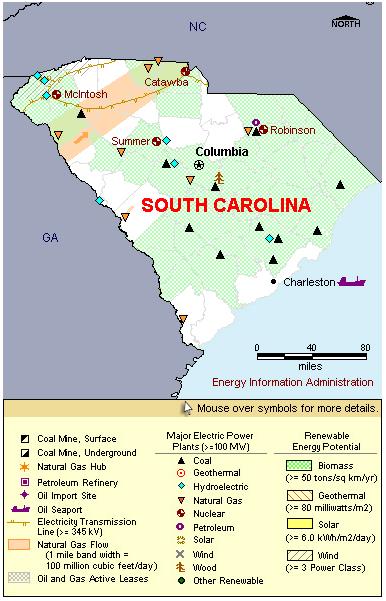 NC
NORTH
Catawba
McIntosh
Summer
Robinson
Columbia
SOUTH CAROLINA
GA
Charleston
0 40 80
miles
Energy Information Administration
Mouse over symbols for more details.
Coal Mine, Surface
Coal Mine, Underground
Natural Gas Hub
Petroleum Refinery
Oil Import Site
Oil Seaport
Electricity Transmission
Line (>= 345 kV)
Natural Gas Flow
(1 mile band width =
100 million cubic feet/day)
Oil and Gas Active Leases
Major Electric Power
Plants (>=100 MW)
Coal
Geothermal
Hydroelectric
Natural Gas
Nuclear
Petroleum
Solar
Wind
Wood
Other Renewable
Renewable
Energy Potential
Biomass
(>= 50 tons/sq km/yr)
Geothermal
(>= 80 milliwatts/m2)
Solar
(>= 6.0 kWh/m2/day)
Wind
(>= 3 Power Class)